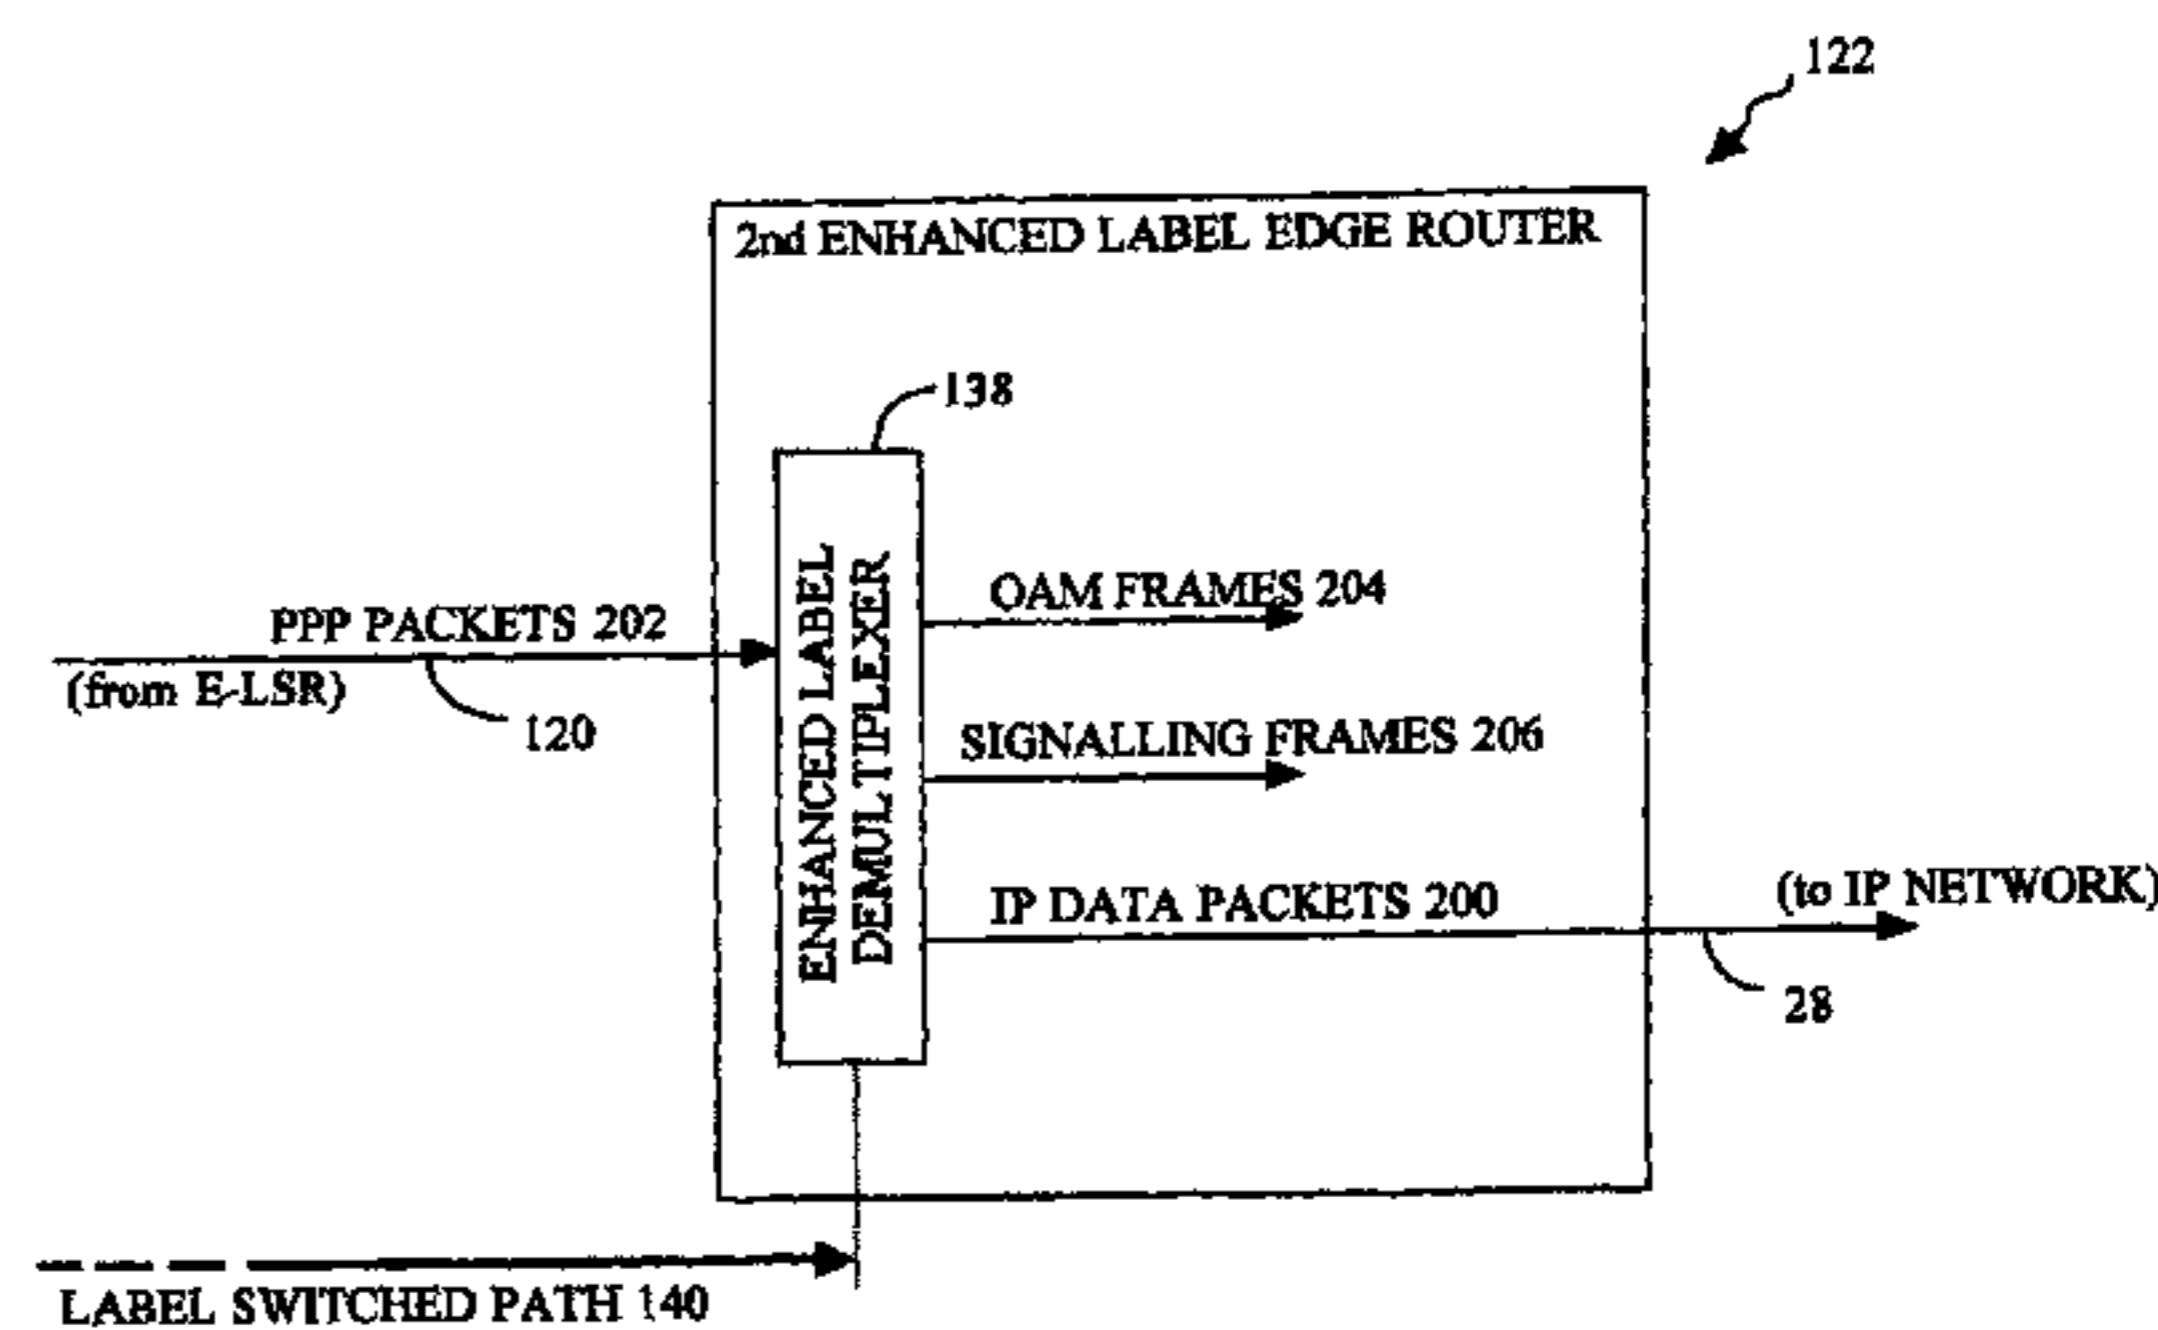 122
2nd ENHANCED LABEL EDGE ROUTER
138
ENHANCED LABEL
DEMULTIPLEXER
OAM FRAMES 204
PPP PACKETS 202
(from E-LSR)
120
SIGNALLING FRAMES 206
IP DATA PACKETS 200
(to IP NETWORK)
28
LABEL SWITCHED PATH 140